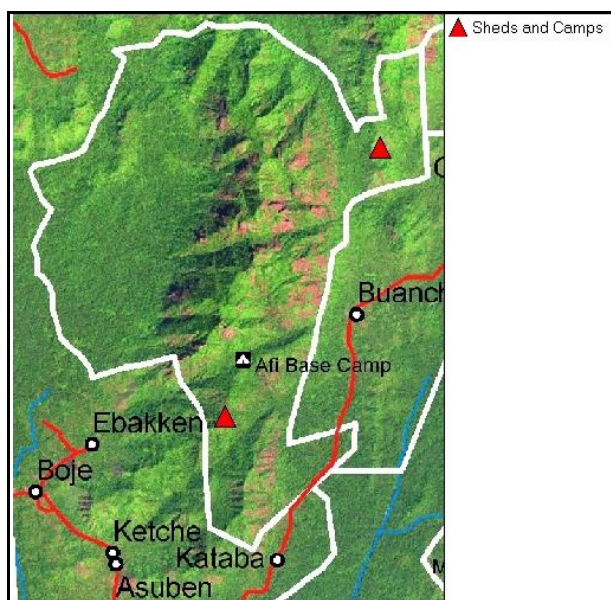 Sheds and Camps
Buanch
Afi Base Camp
Ebakken
Boje
Ketche
Kataba
Asuben